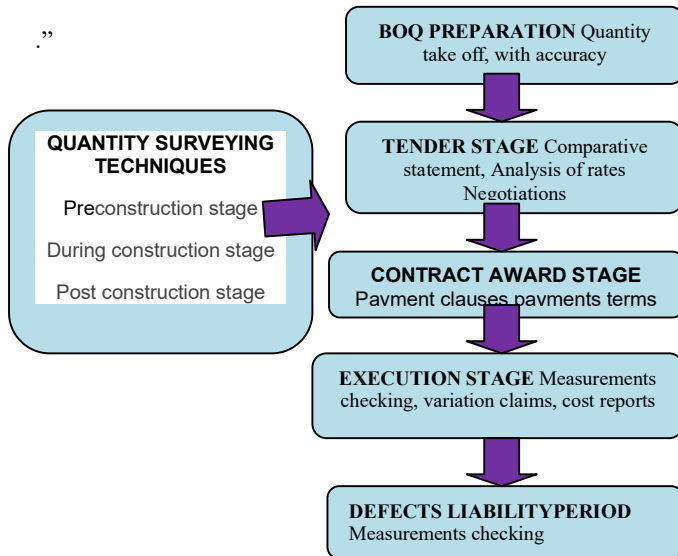 .”
BOQ PREPARATION Quantity
take off, with accuracy
QUANTITY SURVEYING
TECHNIQUES
Preconstruction stage
During construction stage
Post construction stage
TENDER STAGE Comparative
statement, Analysis of rates
Negotiations
CONTRACT AWARD STAGE
Payment clauses payments terms
EXECUTION STAGE Measurements
checking, variation claims, cost reports
DEFECTS LIABILITYPERIOD
Measurements checking